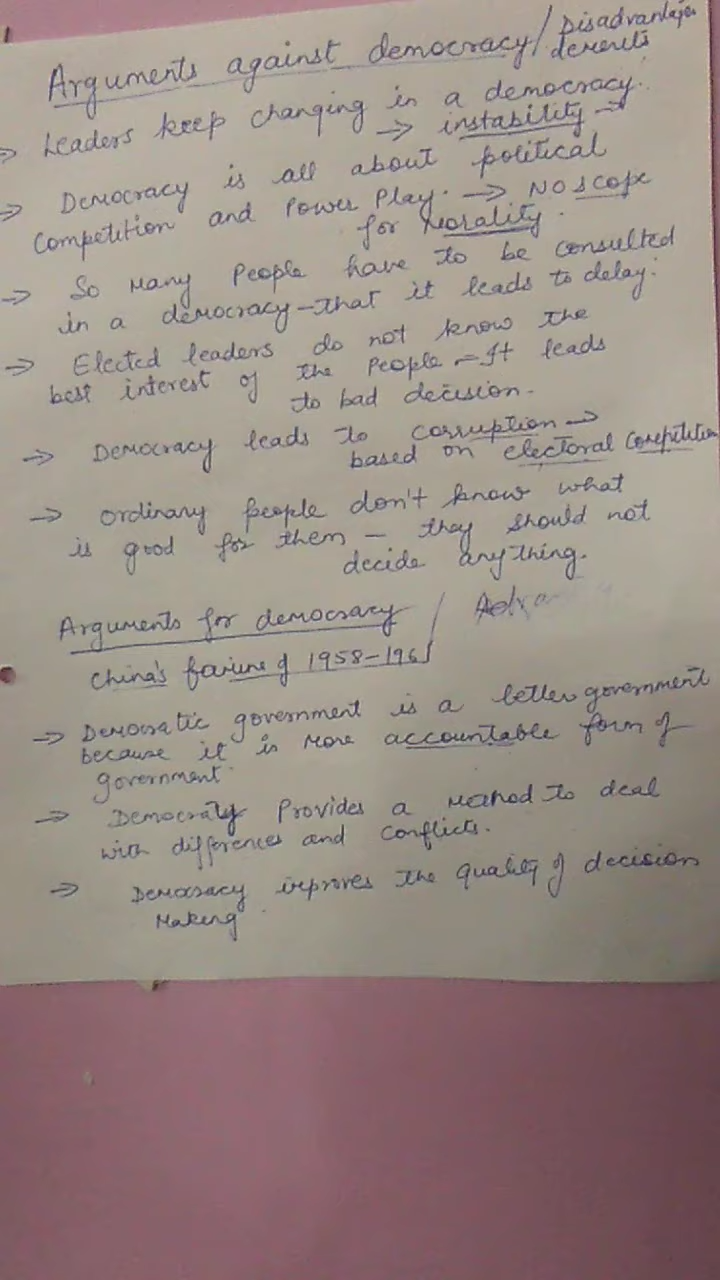 Arguments against democracy / Disadvantages
demerits
→ Leaders keep changing in a democracy.
→ instability →
→ Democracy is all about political
Competition and Power Play. → NO scope
for Morality.
→ So Many People have to be consulted
in a democracy - that it leads to delay.
→ Elected leaders do not know the
best interest of the People - It leads
to bad decision.
→ Democracy leads to corruption →
based on electoral Competition
→ Ordinary people don't know what
is good for them - they should not
decide anything.
Arguments for democracy /
China's famine of 1958-1961
→ Democratic government is a better government
because it is More accountable form of
government.
→ Democracy Provides a Method to deal
with differences and conflicts.
→ Democracy improves the quality of decision
Making.